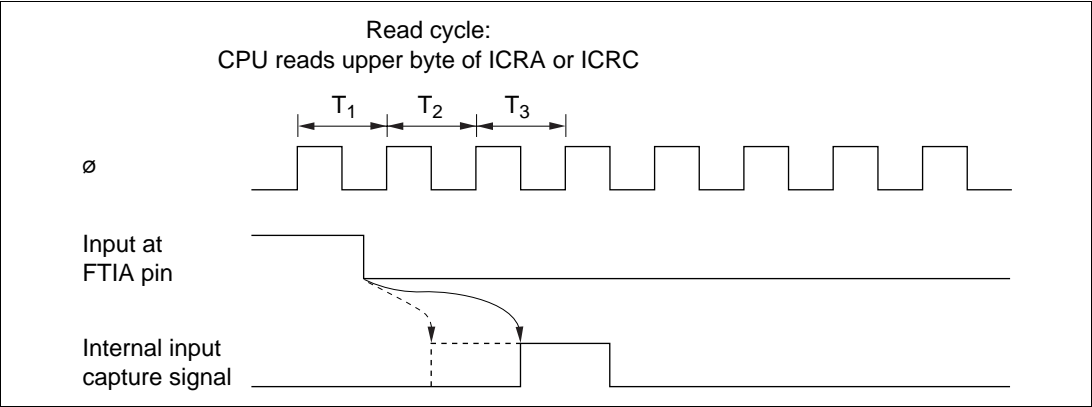 Read cycle:
CPU reads upper byte of ICRA or ICRC
T1 T2 T3
ø
Input at
FTIA pin
Internal input
capture signal